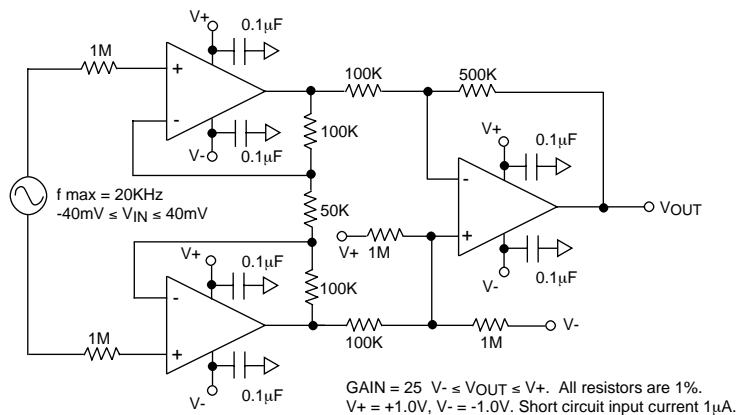 V+
0.1μF
1M
+
-
V-
0.1μF
100K
100K
500K
V+
0.1μF
-
+
VOUT
f max = 20KHz
-40mV ≤ VIN ≤ 40mV
50K
V+
1M
V-
0.1μF
V+
0.1μF
-
+
100K
1M
100K
1M
V-
V-
0.1μF
GAIN = 25 V- ≤ VOUT ≤ V+. All resistors are 1%.
V+ = +1.0V, V- = -1.0V. Short circuit input current 1μA.